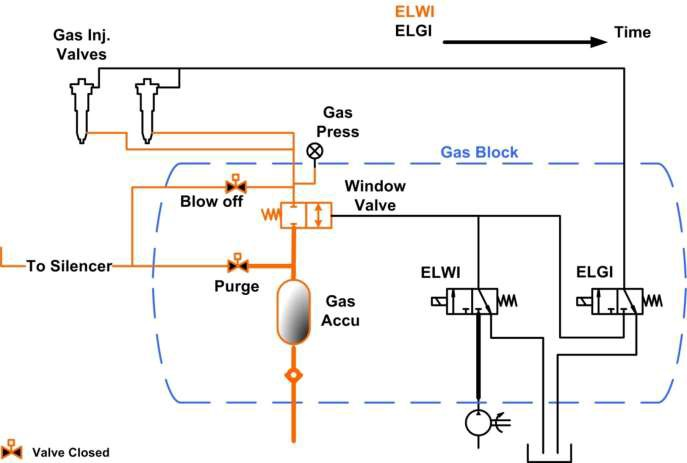 ELWI
ELGI
Time
Gas Inj.
Valves
Gas
Press
Gas Block
Blow off
Window
Valve
To Silencer
Purge
ELWI
ELGI
Gas
Accu
Valve Closed